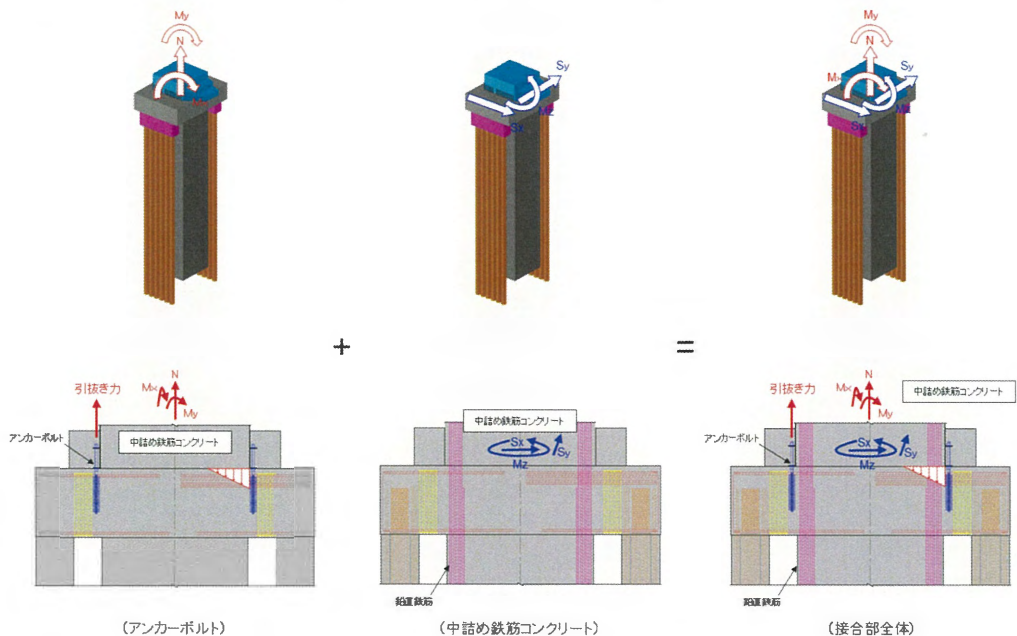 My
N
Mx
Sy
Mz
Sx
My
N
Mx
Sy
Mz
Sx
+
=
引抜き力
N
Mx
My
アンカーボルト
中詰め鉄筋コンクリート
中詰め鉄筋コンクリート
Sx
Sy
Mz
鉛直鉄筋
引抜き力
N
Mx
My
中詰め鉄筋コンクリート
アンカーボルト
Sx
Sy
Mz
鉛直鉄筋
(アンカーボルト)
(中詰め鉄筋コンクリート)
(接合部全体)